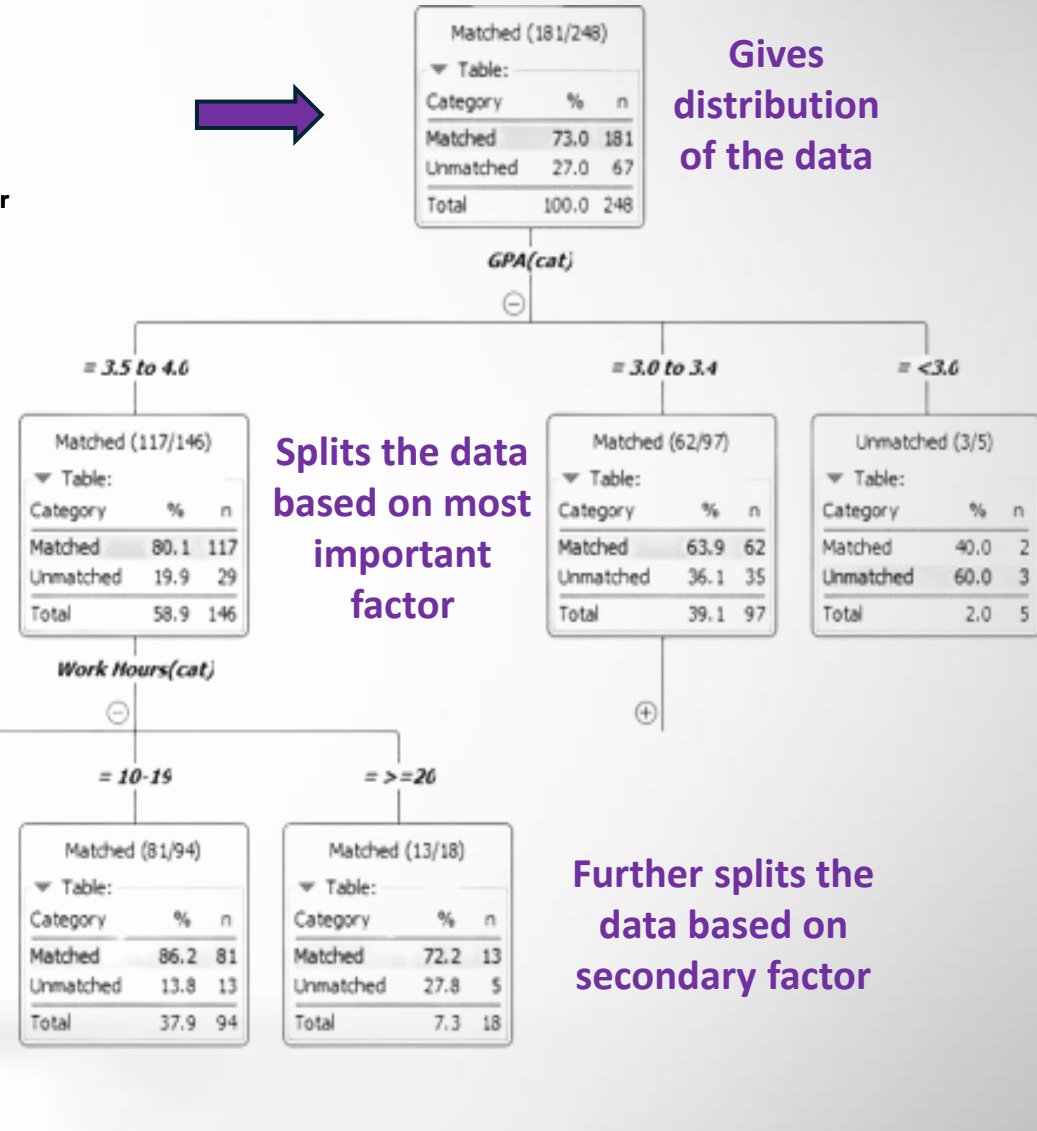 Matched (181/248)
Table:
Category % n
Matched 73.0 181
Unmatched 27.0 67
Total 100.0 248
Gives
distribution
of the data
r
GPA(cat)
= 3.5 to 4.0
= 3.0 to 3.4
= <3.0
Matched (117/146)
Table:
Category % n
Matched 80.1 117
Unmatched 19.9 29
Total 58.9 146
Splits the data
based on most
important
factor
Matched (62/97)
Table:
Category % n
Matched 63.9 62
Unmatched 36.1 35
Total 39.1 97
Unmatched (3/5)
Table:
Category % n
Matched 40.0 2
Unmatched 60.0 3
Total 2.0 5
Work Hours(cat)
= 10-19
= >=20
Matched (81/94)
Table:
Category % n
Matched 86.2 81
Unmatched 13.8 13
Total 37.9 94
Matched (13/18)
Table:
Category % n
Matched 72.2 13
Unmatched 27.8 5
Total 7.3 18
Further splits the
data based on
secondary factor